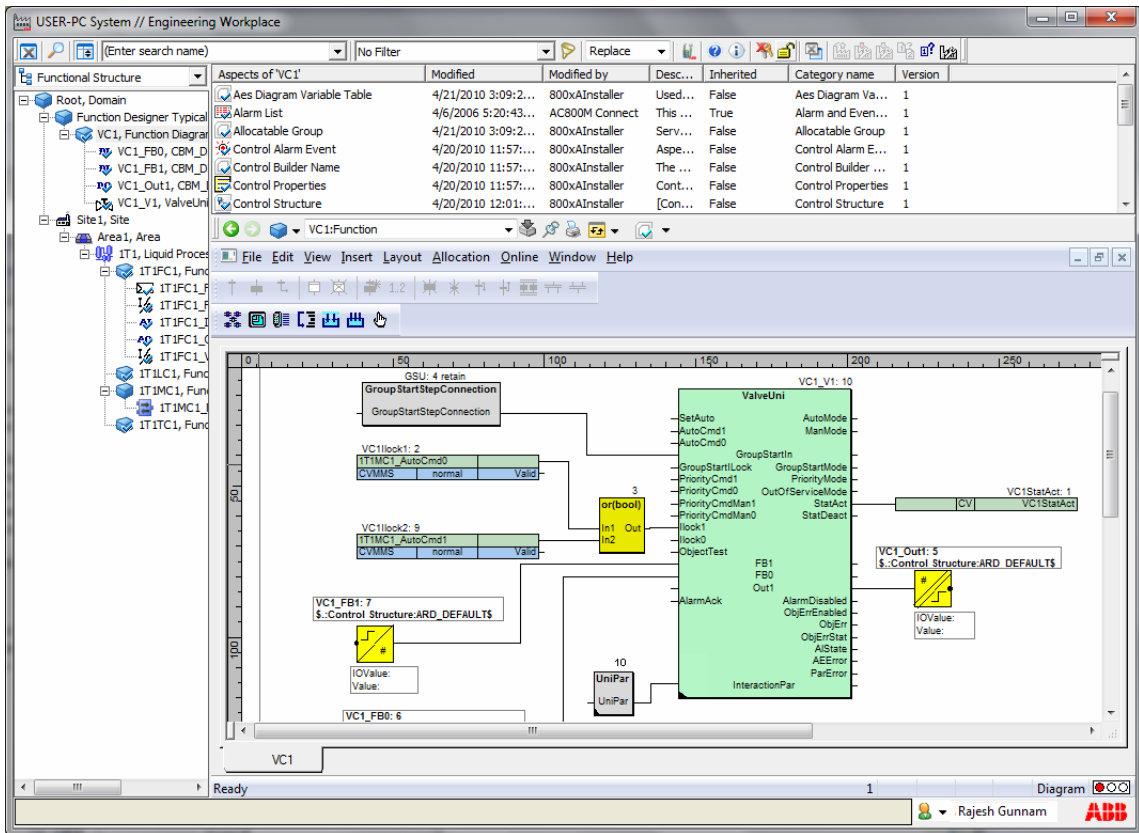 USER-PC System // Engineering Workplace
(Enter search name)
No Filter
Replace
Functional Structure
Root, Domain
Function Designer Typical
VC1, Function Diagrar
VC1_FB0, CBM_D
VC1_FB1, CBM_D
VC1_Out1, CBM_I
VC1_V1, ValveUni
Site1, Site
Area1, Area
1T1, Liquid Proces
1T1FC1, Func
1T1FC1_F
1T1FC1_F
1T1FC1_I
1T1FC1_C
1T1FC1_V
1T1LC1, Func
1T1MC1, Fun
1T1MC1_I
1T1TC1, Func
Aspects of 'VC1' Modified Modified by Desc... Inherited Category name Version
Aes Diagram Variable Table 4/21/2010 3:09:2... 800xAInstaller Used... False Aes Diagram Va... 1
Alarm List 4/6/2006 5:20:43... AC800M Connect This ... True Alarm and Even... 1
Allocatable Group 4/21/2010 3:09:2... 800xAInstaller Serv... False Allocatable Group 1
Control Alarm Event 4/20/2010 11:57:... 800xAInstaller Aspe... False Control Alarm E... 1
Control Builder Name 4/20/2010 11:57:... 800xAInstaller The ... False Control Builder ... 1
Control Properties 4/20/2010 11:57:... 800xAInstaller Cont... False Control Properties 1
Control Structure 4/20/2010 12:01:... 800xAInstaller [Con... False Control Structure 1
VC1:Function
File Edit View Insert Layout Allocation Online Window Help
1.2
0 50 100 150 200 250
50
100
GSU: 4 retain
GroupStartStepConnection
GroupStartStepConnection
VC1Ilock1: 2
1T1MC1_AutoCmd0
CVMMS normal Valid
VC1Ilock2: 9
1T1MC1_AutoCmd1
CVMMS normal Valid
3
or(bool)
In1 Out
In2
VC1_FB1: 7
$.:Control Structure:ARD_DEFAULT$
#
IOValue:
Value:
VC1_FB0: 6
10
UniPar
UniPar
VC1_V1: 10
ValveUni
SetAuto AutoMode
AutoCmd1 ManMode
AutoCmd0
GroupStartIn
GroupStartILock GroupStartMode
PriorityCmd1 PriorityMode
PriorityCmd0 OutOfServiceMode
PriorityCmdMan1 StatAct
PriorityCmdMan0 StatDeact
Ilock1
Ilock0
ObjectTest
FB1
FB0
Out1
AlarmAck AlarmDisabled
ObjErrEnabled
ObjErr
ObjErrStat
AlState
AEError
ParError
InteractionPar
VC1StatAct: 1
CV VC1StatAct
VC1_Out1: 5
$.:Control Structure:ARD_DEFAULT$
#
IOValue:
Value:
VC1
Ready 1 Diagram
Rajesh Gunnam
ABB